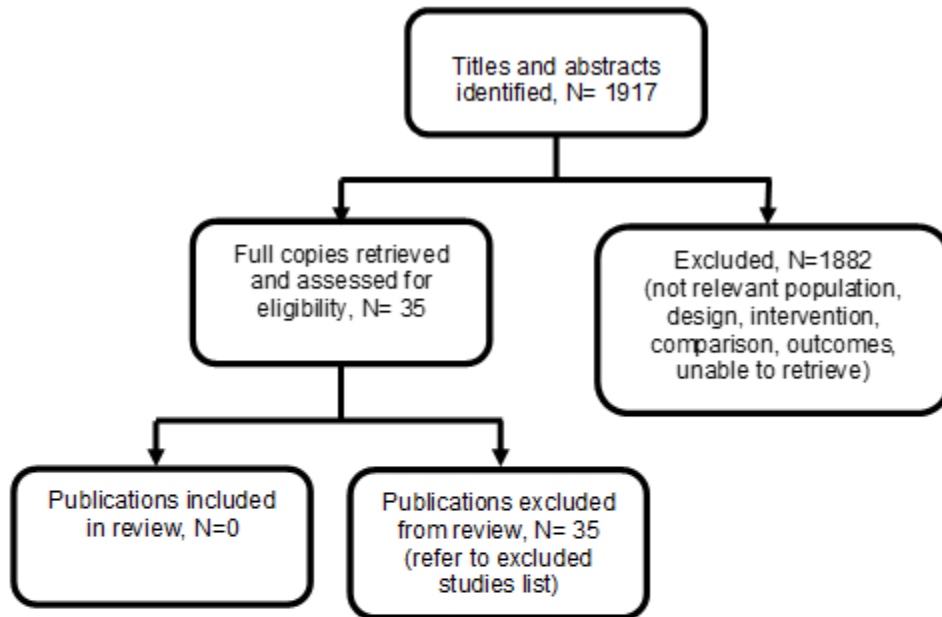 Titles and abstracts
identified, N= 1917
Full copies retrieved
and assessed for
eligibility, N= 35
Excluded, N=1882
(not relevant population,
design, intervention,
comparison, outcomes,
unable to retrieve)
Publications included
in review, N=0
Publications excluded
from review, N= 35
(refer to excluded
studies list)